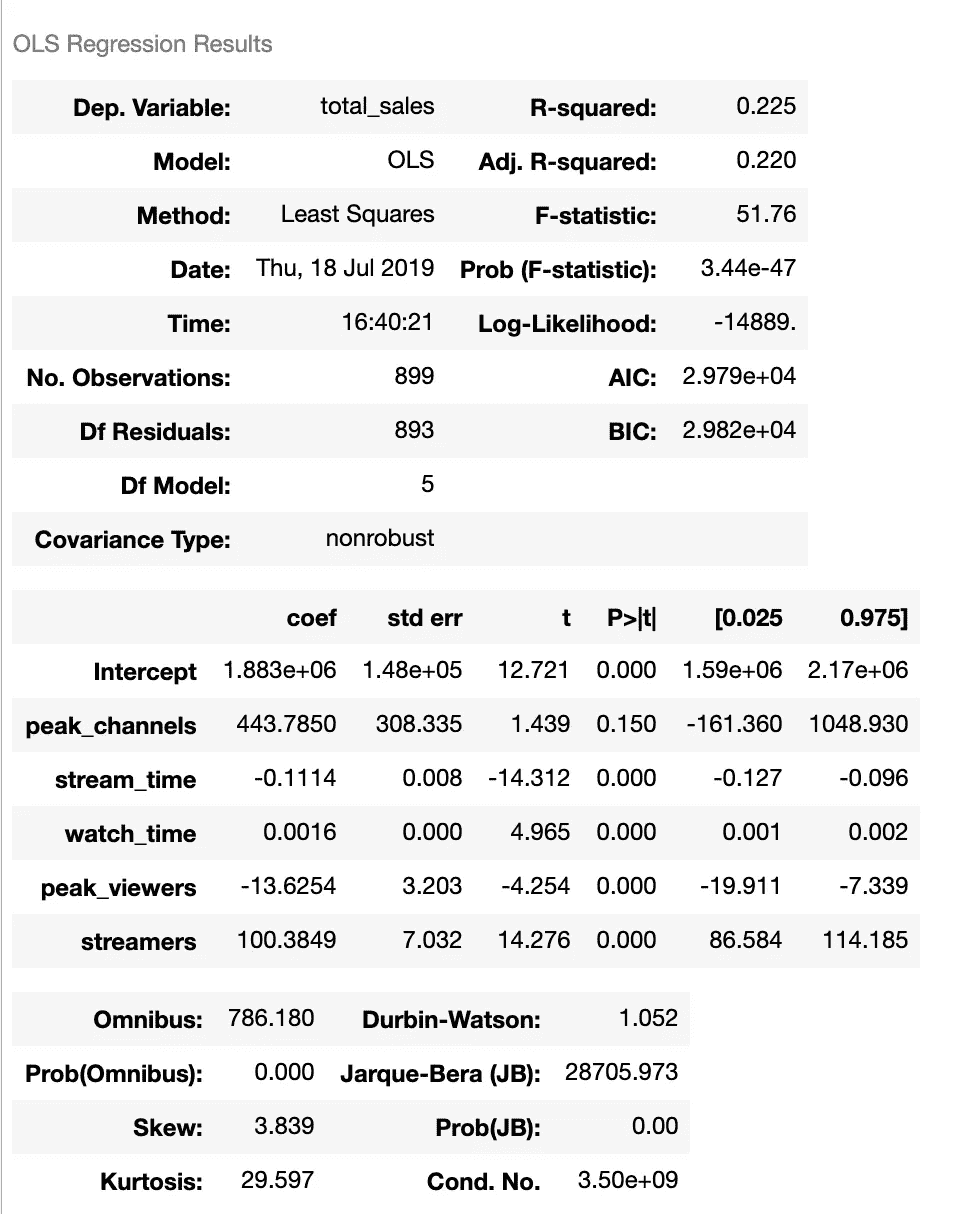 OLS Regression Results
Dep. Variable: total_sales R-squared: 0.225
Model: OLS Adj. R-squared: 0.220
Method: Least Squares F-statistic: 51.76
Date: Thu, 18 Jul 2019 Prob (F-statistic): 3.44e-47
Time: 16:40:21 Log-Likelihood: -14889.
No. Observations: 899 AIC: 2.979e+04
Df Residuals: 893 BIC: 2.982e+04
Df Model: 5
Covariance Type: nonrobust
coef std err t P>|t| [0.025 0.975]
Intercept 1.883e+06 1.48e+05 12.721 0.000 1.59e+06 2.17e+06
peak_channels 443.7850 308.335 1.439 0.150 -161.360 1048.930
stream_time -0.1114 0.008 -14.312 0.000 -0.127 -0.096
watch_time 0.0016 0.000 4.965 0.000 0.001 0.002
peak_viewers -13.6254 3.203 -4.254 0.000 -19.911 -7.339
streamers 100.3849 7.032 14.276 0.000 86.584 114.185
Omnibus: 786.180 Durbin-Watson: 1.052
Prob(Omnibus): 0.000 Jarque-Bera (JB): 28705.973
Skew: 3.839 Prob(JB): 0.00
Kurtosis: 29.597 Cond. No. 3.50e+09